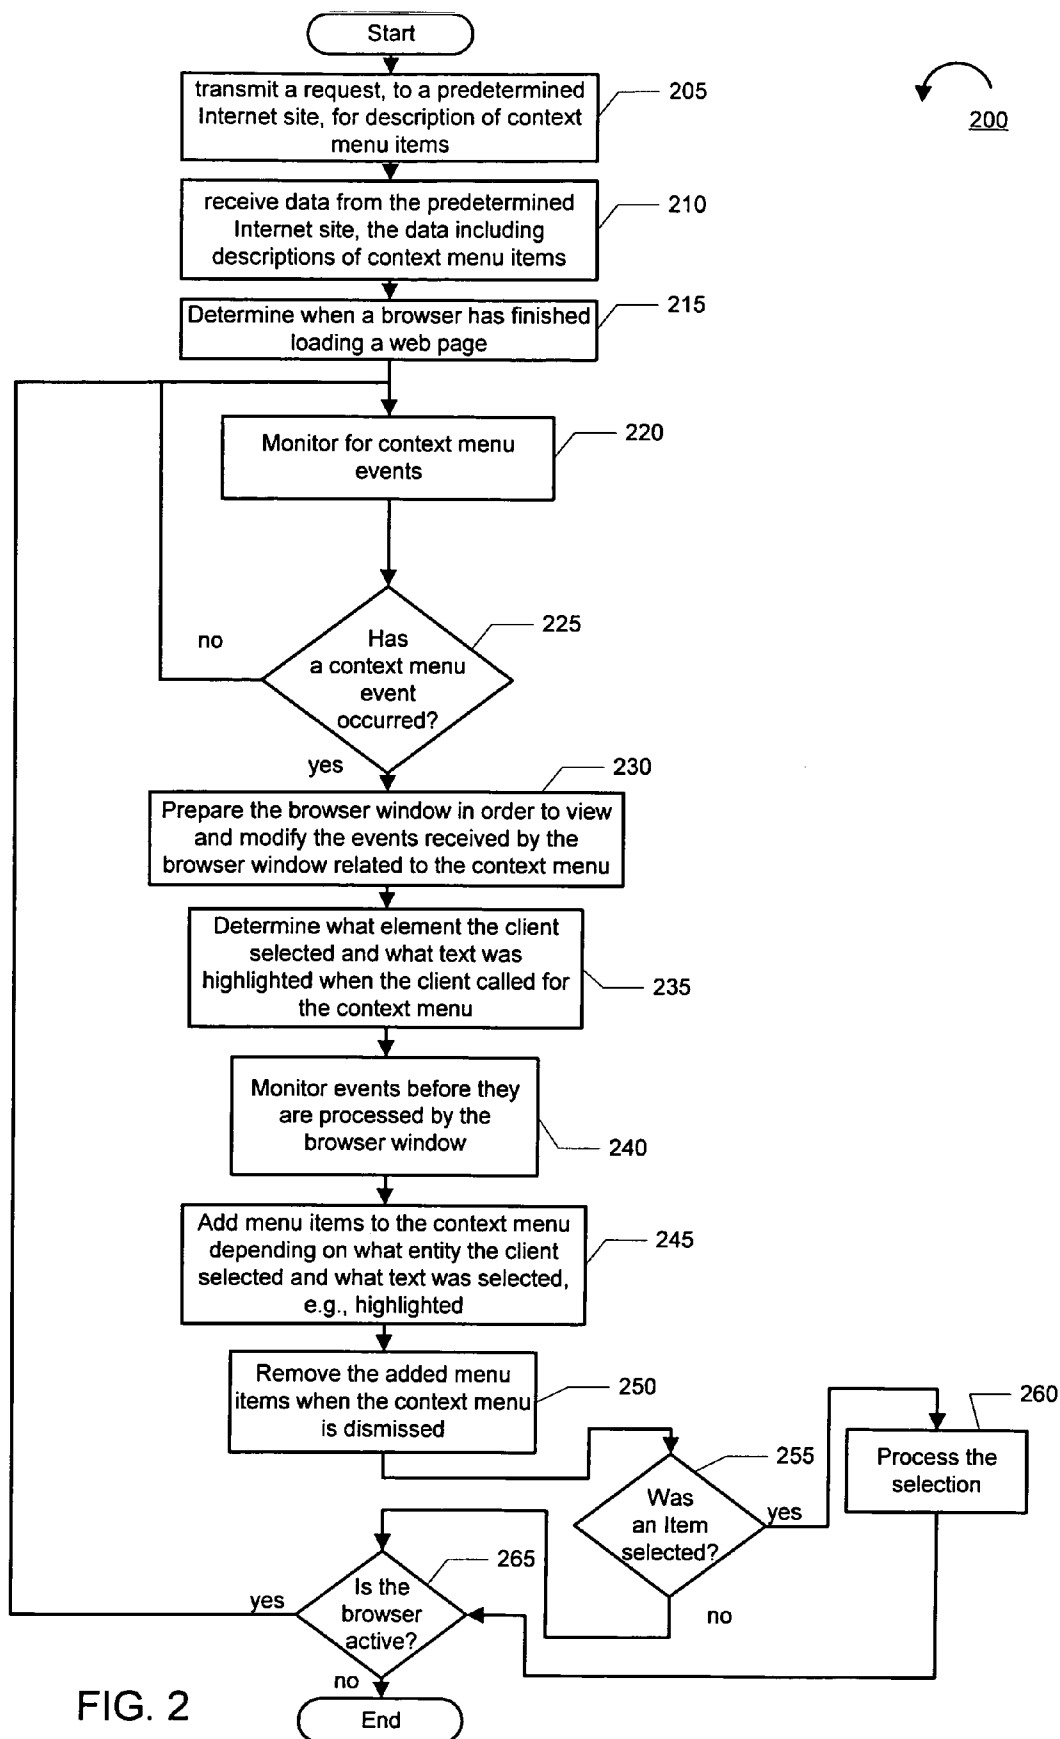 Start
transmit a request, to a predetermined
Internet site, for description of context
menu items
205
200
receive data from the predetermined
Internet site, the data including
descriptions of context menu items
210
Determine when a browser has finished
loading a web page
215
Monitor for context menu
events
220
Has
a context menu
event
occurred?
225
no
yes
Prepare the browser window in order to view
and modify the events received by the
browser window related to the context menu
230
Determine what element the client
selected and what text was
highlighted when the client called for
the context menu
235
Monitor events before they
are processed by the
browser window
240
Add menu items to the context menu
depending on what entity the client
selected and what text was selected,
e.g., highlighted
245
Remove the added menu
items when the context menu
is dismissed
250
Was
an Item
selected?
255
yes
no
Process the
selection
260
Is the
browser
active?
265
yes
no
End
FIG. 2